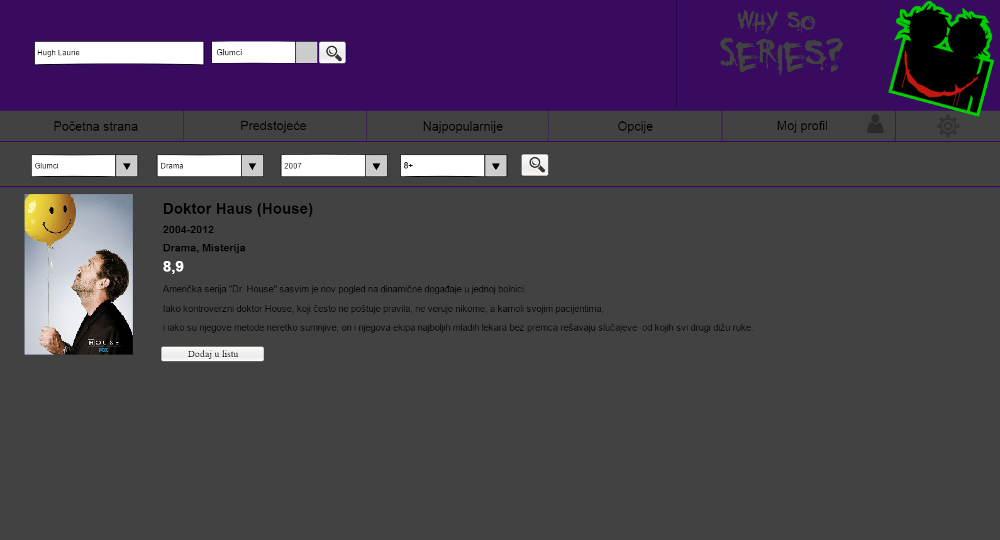 Hugh Laurie
Glumci
WHY SO
SERIES?
Početna strana
Predstojeće
Najpopularnije
Opcije
Moj profil
Glumci
Drama
2007
8+
Doktor Haus (House)
2004-2012
Drama, Misterija
8,9
Američka serija "Dr. House" sasvim je nov pogled na dinamične događaje u jednoj bolnici.
Iako kontroverzni doktor House, koji često ne poštuje pravila, ne veruje nikome, a kamoli svojim pacijentima,
i iako su njegove metode neretko sumnjive, on i njegova ekipa najboljih mladih lekara bez premca rešavaju slučajeve  od kojih svi drugi dižu ruke.
HOUSE
FOX
Dodaj u listu